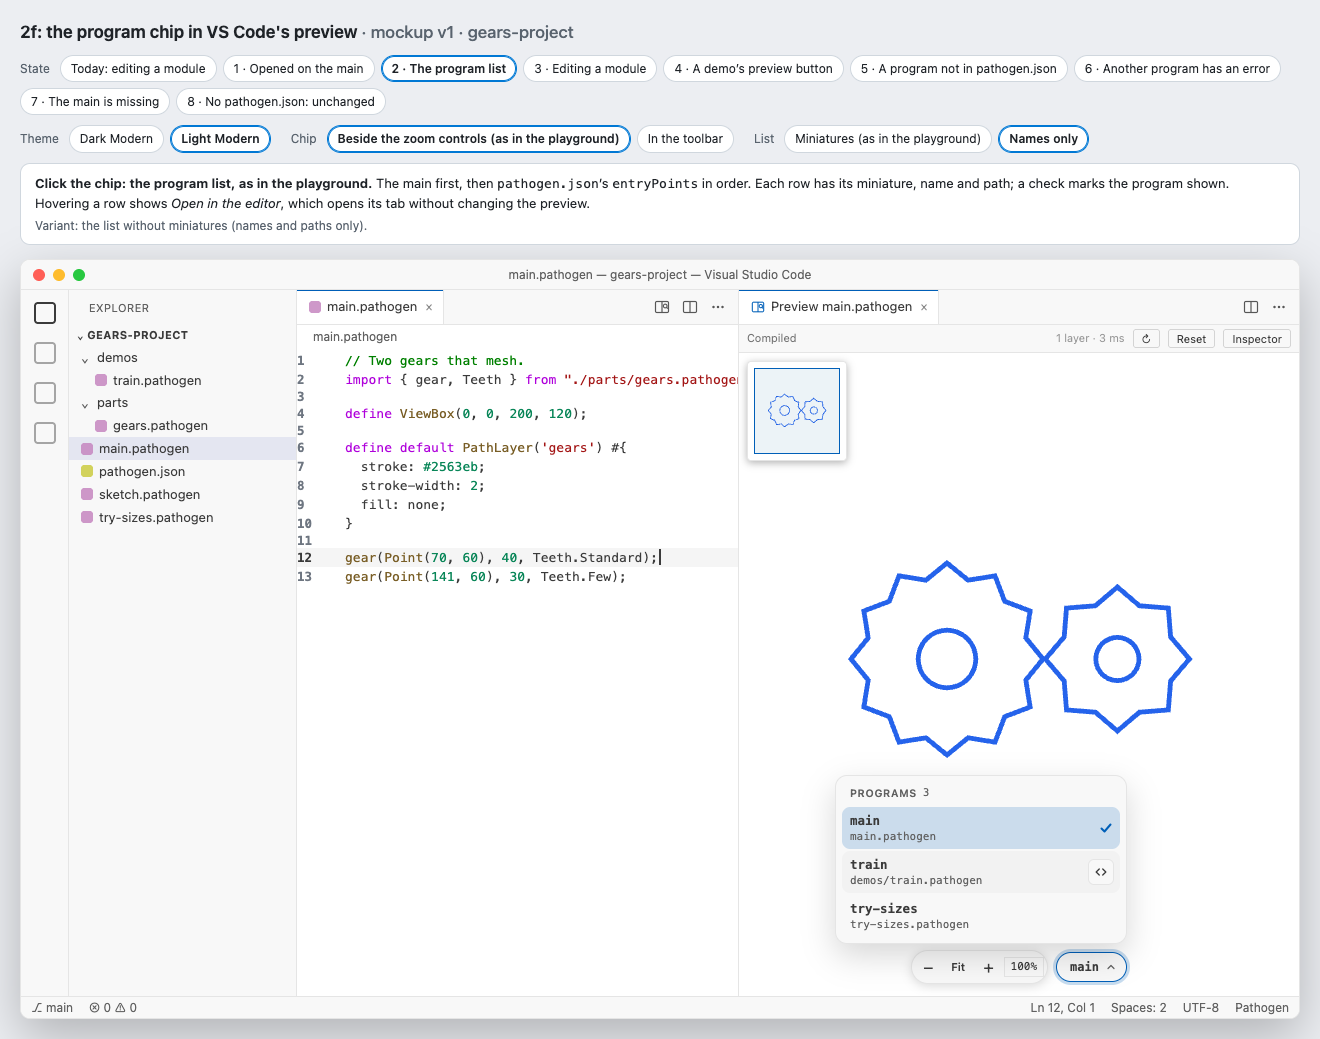 2f: the program chip in VS Code's preview · mockup v1 · gears-project
State Today: editing a module 1 · Opened on the main 2 · The program list 3 · Editing a module 4 · A demo's preview button 5 · A program not in pathogen.json 6 · Another program has an error
7 · The main is missing 8 · No pathogen.json: unchanged
Theme Dark Modern Light Modern Chip Beside the zoom controls (as in the playground) In the toolbar List Miniatures (as in the playground) Names only
Click the chip: the program list, as in the playground. The main first, then pathogen.json's entryPoints in order. Each row has its miniature, name and path; a check marks the program shown.
Hovering a row shows Open in the editor, which opens its tab without changing the preview.
Variant: the list without miniatures (names and paths only).
main.pathogen — gears-project — Visual Studio Code
EXPLORER
GEARS-PROJECT
demos
train.pathogen
parts
gears.pathogen
main.pathogen
pathogen.json
sketch.pathogen
try-sizes.pathogen
main.pathogen ×
main.pathogen
1 // Two gears that mesh.
2 import { gear, Teeth } from "./parts/gears.pathogen
3
4 define ViewBox(0, 0, 200, 120);
5
6 define default PathLayer('gears') #{
7 stroke: #2563eb;
8 stroke-width: 2;
9 fill: none;
10 }
11
12 gear(Point(70, 60), 40, Teeth.Standard);
13 gear(Point(141, 60), 30, Teeth.Few);
Preview main.pathogen ×
Compiled 1 layer · 3 ms Reset Inspector
PROGRAMS 3
main
main.pathogen
train
demos/train.pathogen
try-sizes
try-sizes.pathogen
− Fit + 100% main
main 0 0 Ln 12, Col 1 Spaces: 2 UTF-8 Pathogen